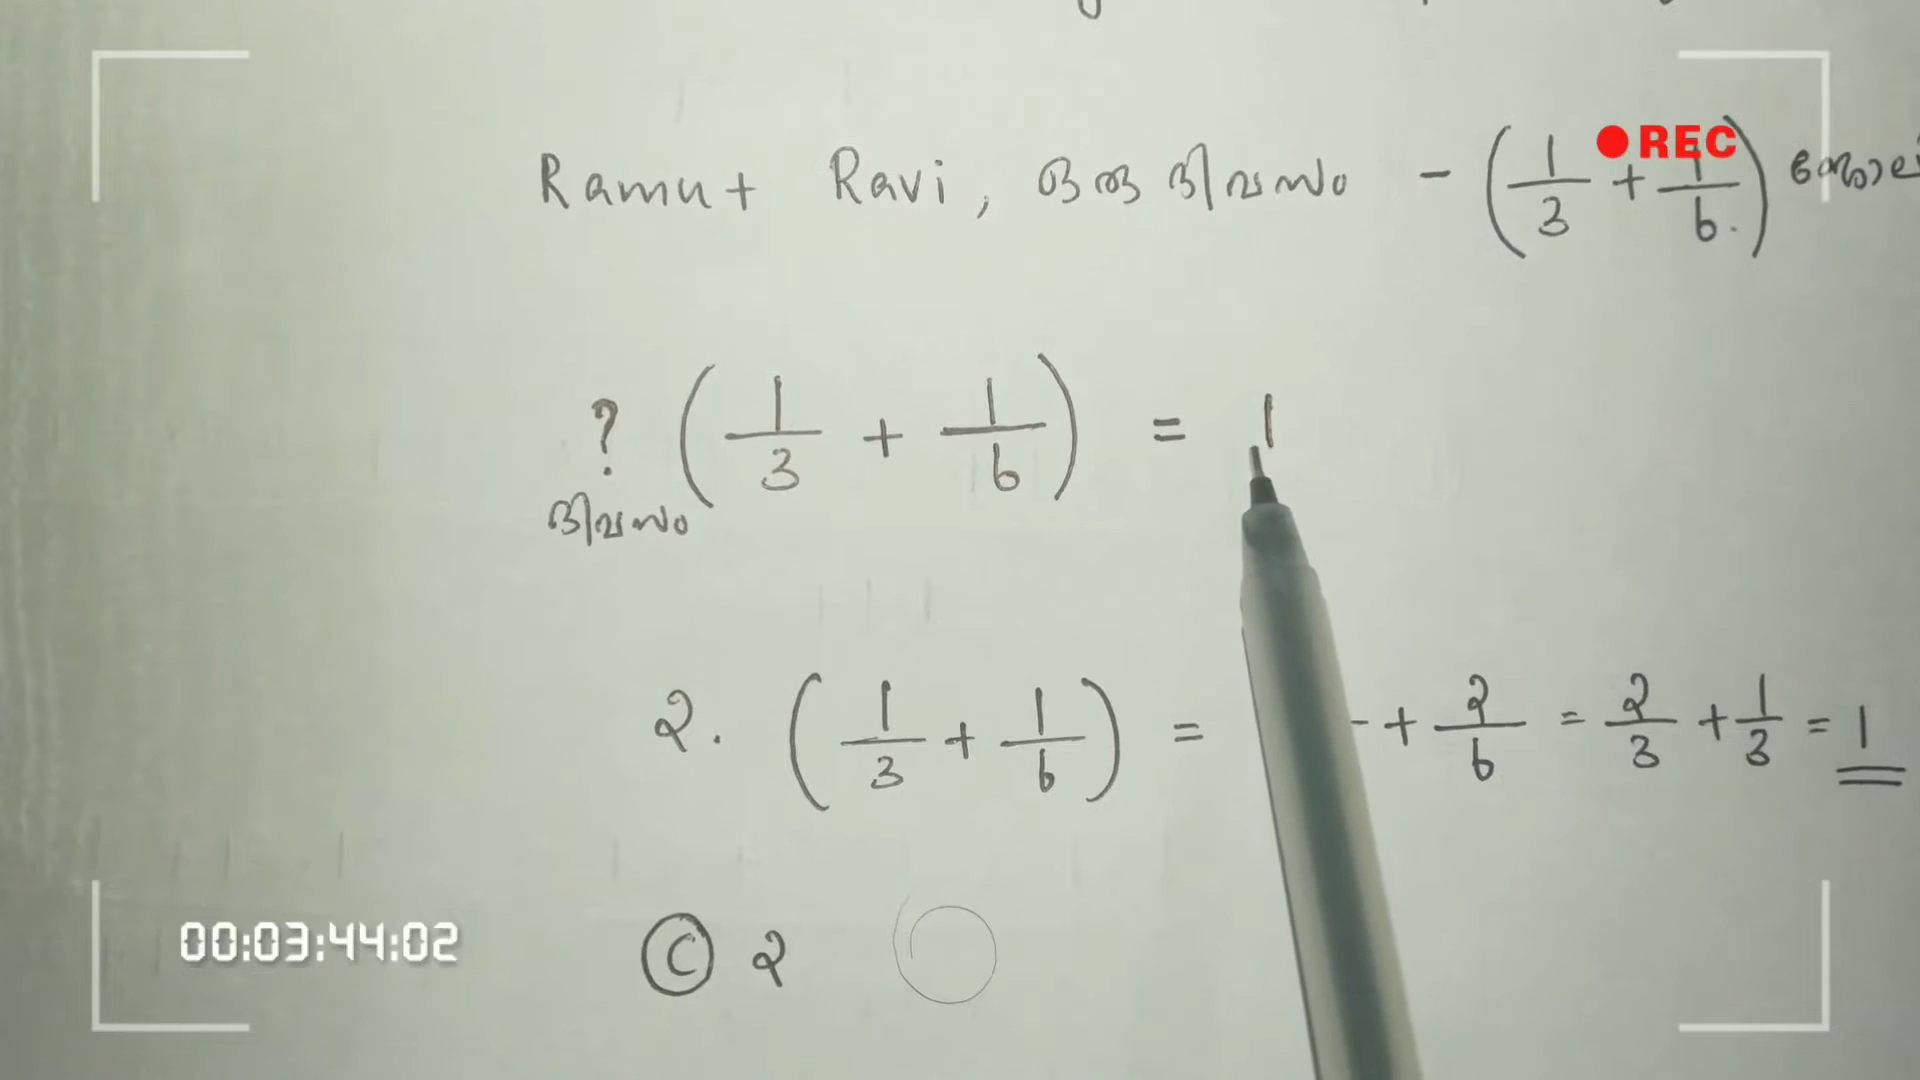 REC
Ramu + Ravi, ഒരു ദിവസം - (1/3 + 1/6)
? (1/3 + 1/6) = 1
ദിവസം
2. (1/3 + 1/6) = + 2/6 = 2/3 + 1/3 = 1
00:03:44:02
C 2